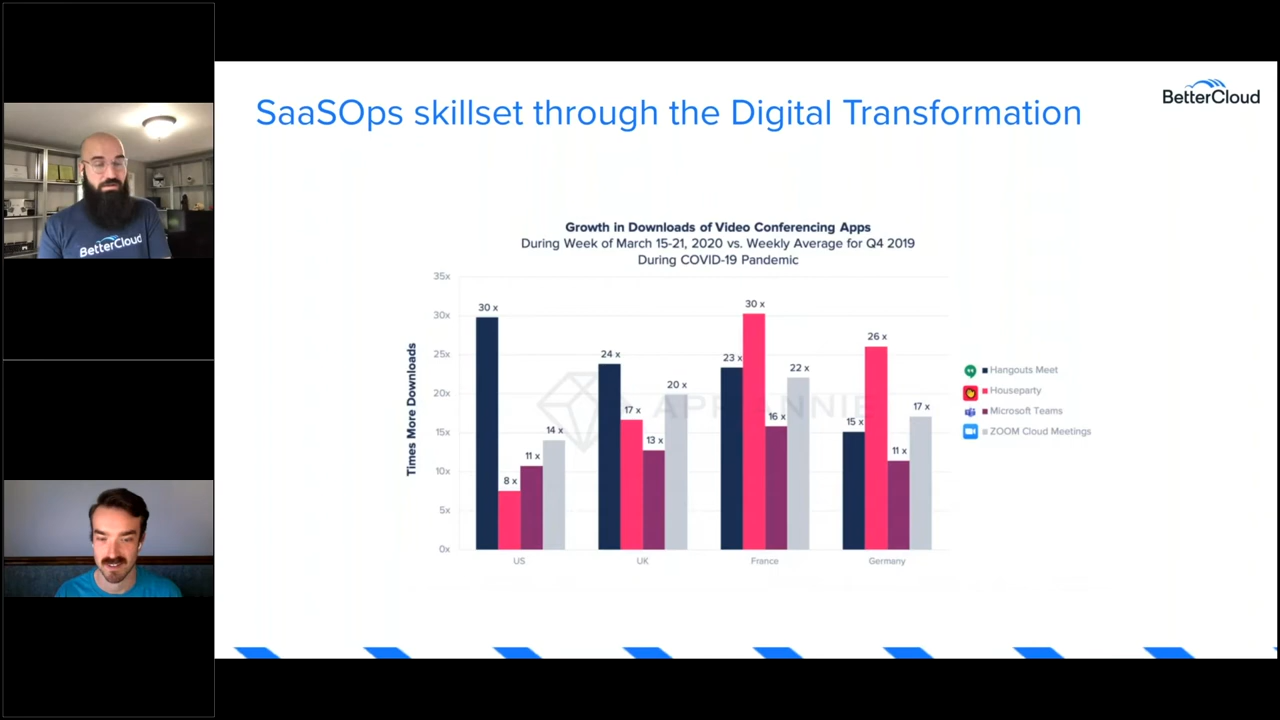 SaaSOps skillset through the Digital Transformation
BetterCloud
BetterCloud
Growth in Downloads of Video Conferencing Apps
During Week of March 15-21, 2020 vs. Weekly Average for Q4 2019
During COVID-19 Pandemic
Times More Downloads
35x
30x
25x
20x
15x
10x
5x
0x
30 x
8 x
11 x
14 x
24 x
17 x
13 x
20 x
23 x
30 x
16 x
22 x
15 x
26 x
11 x
17 x
APP ANNIE
US
UK
France
Germany
Hangouts Meet
Houseparty
Microsoft Teams
ZOOM Cloud Meetings